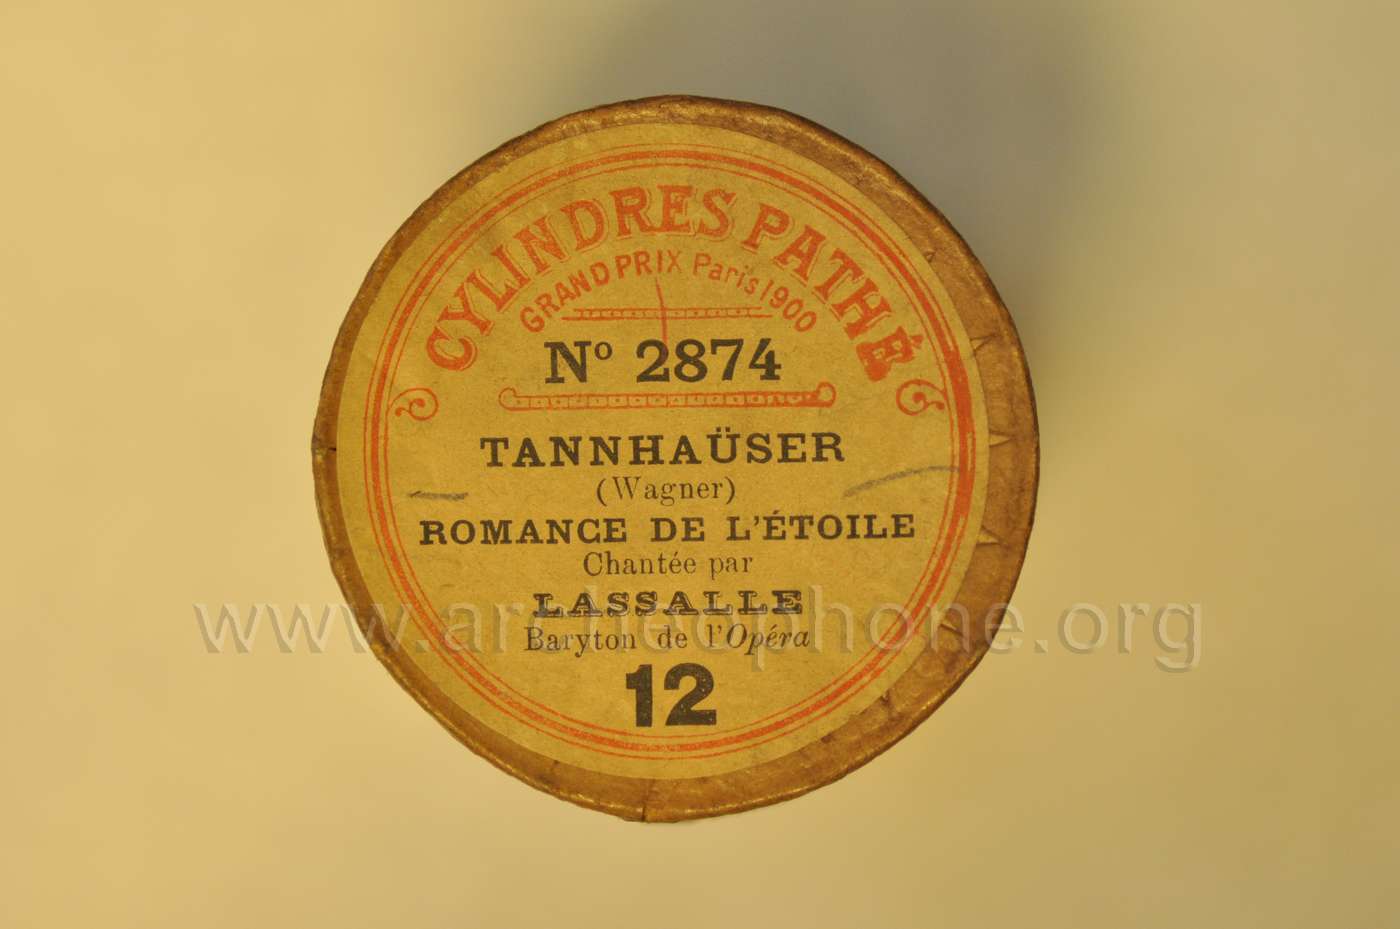 CYLINDRES PATHÉ
GRAND PRIX Paris 1900
Nº 2874
TANNHAÜSER
(Wagner)
ROMANCE DE L'ÉTOILE
Chantée par
LASSALLE
www.archeophone.org
Baryton de l'Opéra
12